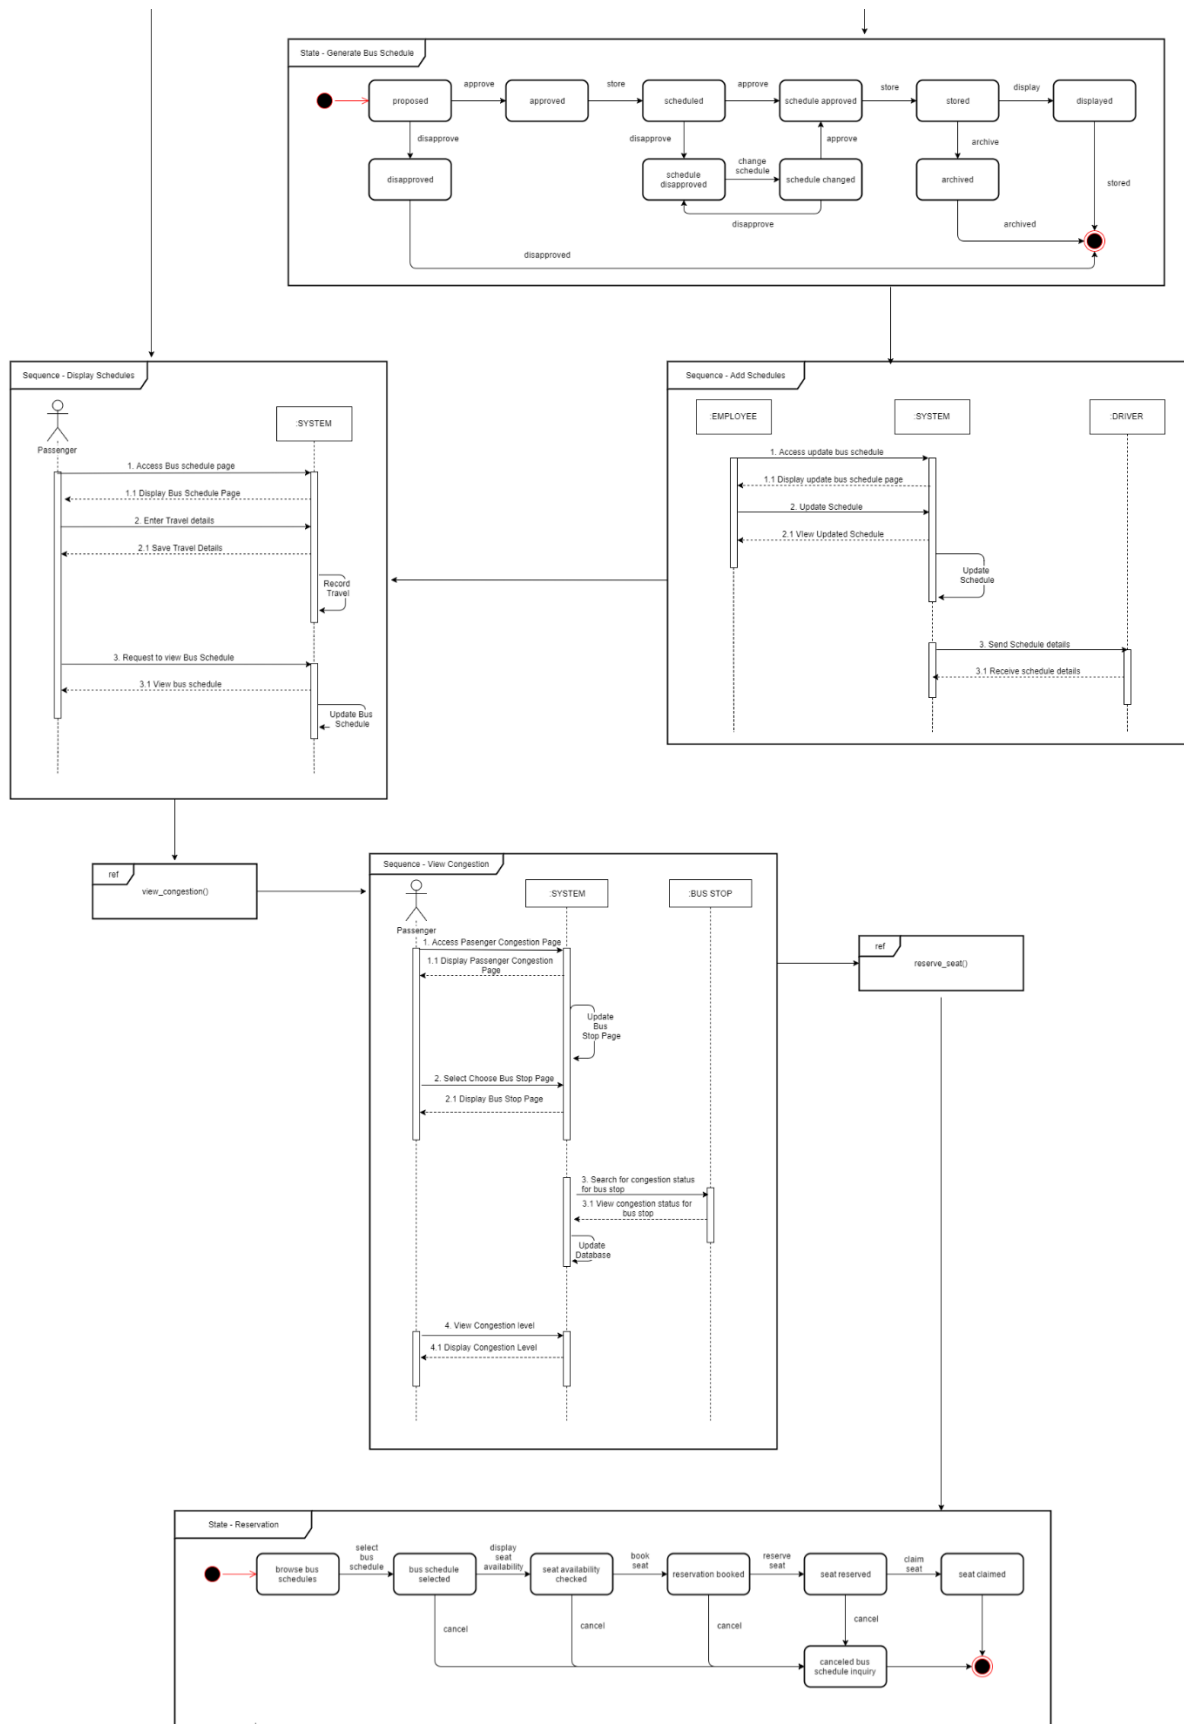 State - Generate Bus Schedule
proposed
approve
approved
store
scheduled
approve
schedule approved
store
stored
display
displayed
disapprove
disapprove
approve
archive
disapproved
schedule
disapproved
change
schedule
schedule changed
archived
stored
disapprove
archived
disapproved
Sequence - Display Schedules
Passenger
:SYSTEM
1. Access Bus schedule page
1.1 Display Bus Schedule Page
2. Enter Travel details
2.1 Save Travel Details
Record
Travel
3. Request to view Bus Schedule
3.1 View bus schedule
Update Bus
Schedule
Sequence - Add Schedules
:EMPLOYEE
:SYSTEM
:DRIVER
1. Access update bus schedule
1.1 Display update bus schedule page
2. Update Schedule
2.1 View Updated Schedule
Update
Schedule
3. Send Schedule details
3.1 Receive schedule details
ref
view_congestion()
Sequence - View Congestion
Passenger
:SYSTEM
:BUS STOP
1. Access Pasenger Congestion Page
1.1 Display Passenger Congestion
Page
Update
Bus
Stop Page
2. Select Choose Bus Stop Page
2.1 Display Bus Stop Page
3. Search for congestion status
for bus stop
3.1 View congestion status for
bus stop
Update
Database
4. View Congestion level
4.1 Display Congestion Level
ref
reserve_seat()
State - Reservation
browse bus
schedules
select
bus
schedule
bus schedule
selected
display
seat
availability
seat availability
checked
book
seat
reservation booked
reserve
seat
seat reserved
claim
seat
seat claimed
cancel
cancel
cancel
cancel
canceled bus
schedule inquiry